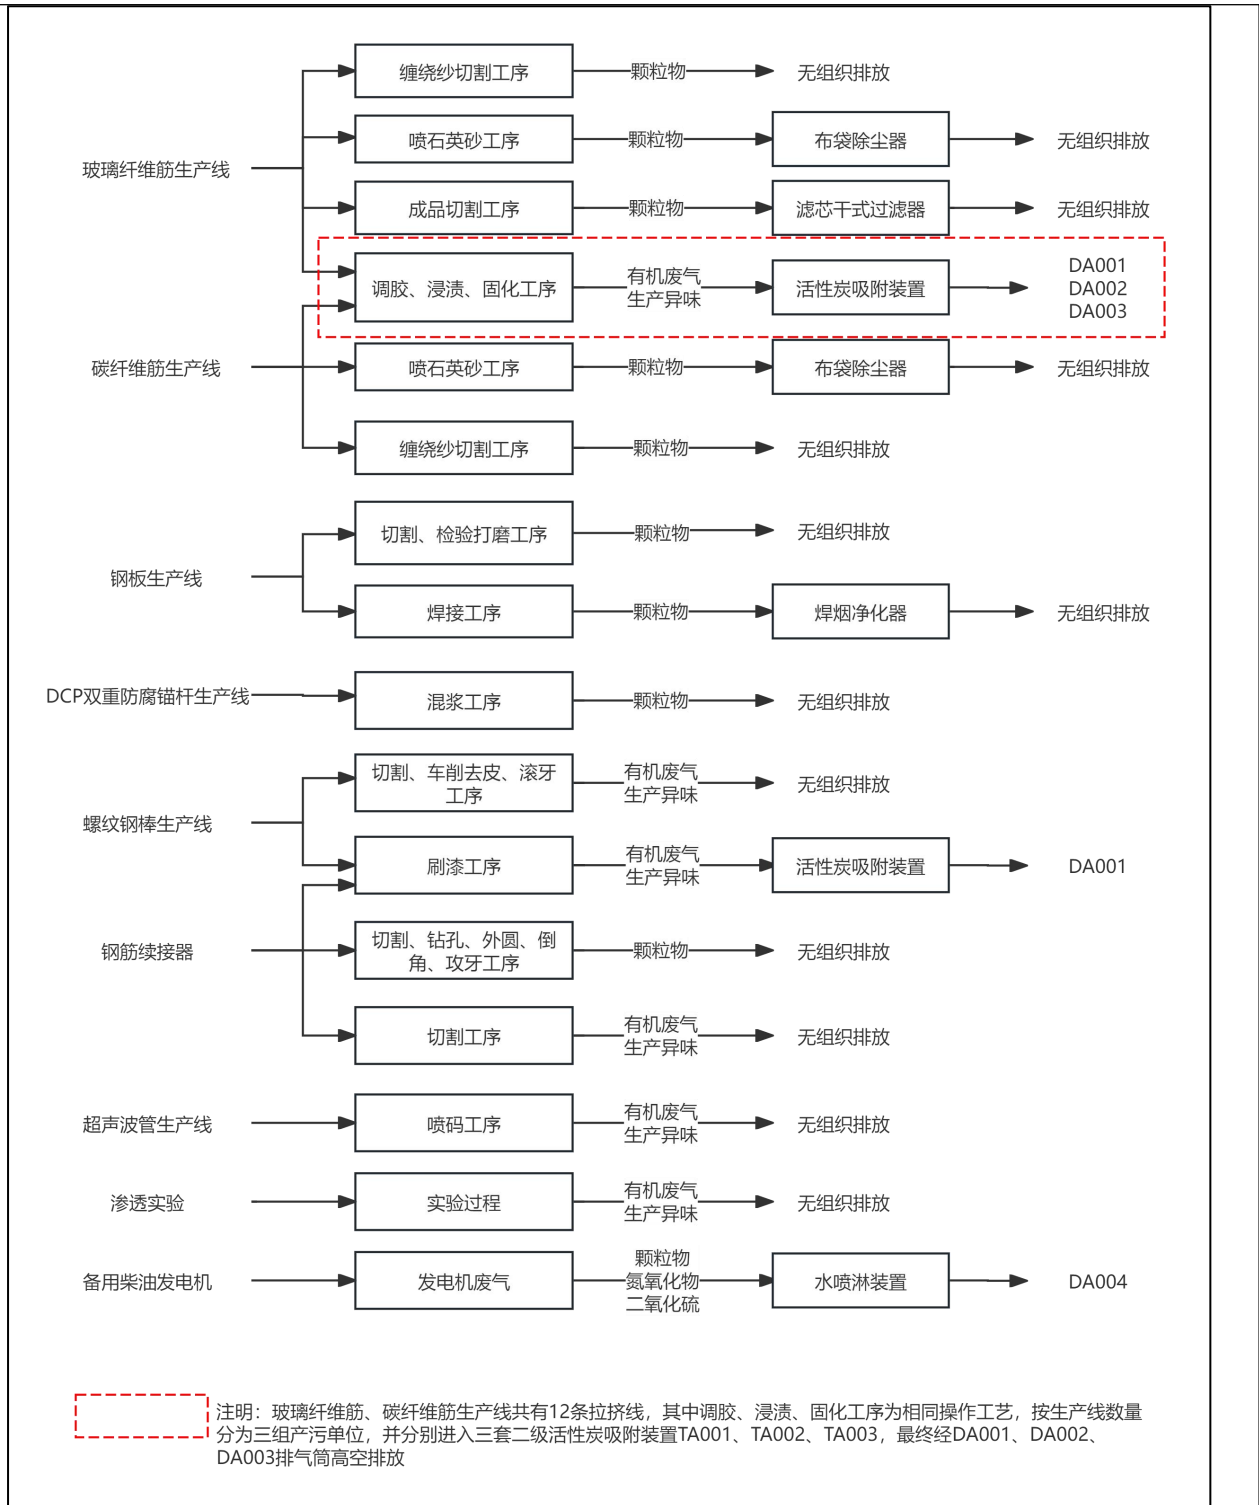 缠绕纱切割工序
颗粒物
无组织排放
喷石英砂工序
颗粒物
布袋除尘器
无组织排放
玻璃纤维筋生产线
成品切割工序
颗粒物
滤芯干式过滤器
无组织排放
调胶、浸渍、固化工序
有机废气
生产异味
活性炭吸附装置
DA001
DA002
DA003
碳纤维筋生产线
喷石英砂工序
颗粒物
布袋除尘器
无组织排放
缠绕纱切割工序
颗粒物
无组织排放
钢板生产线
切割、检验打磨工序
颗粒物
无组织排放
焊接工序
颗粒物
焊烟净化器
无组织排放
DCP双重防腐锚杆生产线
混浆工序
颗粒物
无组织排放
螺纹钢棒生产线
切割、车削去皮、滚牙
工序
有机废气
生产异味
无组织排放
刷漆工序
有机废气
生产异味
活性炭吸附装置
DA001
钢筋续接器
切割、钻孔、外圆、倒
角、攻牙工序
颗粒物
无组织排放
切割工序
有机废气
生产异味
无组织排放
超声波管生产线
喷码工序
有机废气
生产异味
无组织排放
渗透实验
实验过程
有机废气
生产异味
无组织排放
备用柴油发电机
发电机废气
颗粒物
氮氧化物
二氧化硫
水喷淋装置
DA004
注明：玻璃纤维筋、碳纤维筋生产线共有12条拉挤线，其中调胶、浸渍、固化工序为相同操作工艺，按生产线数量
分为三组产污单位，并分别进入三套二级活性炭吸附装置TA001、TA002、TA003，最终经DA001、DA002、
DA003排气筒高空排放